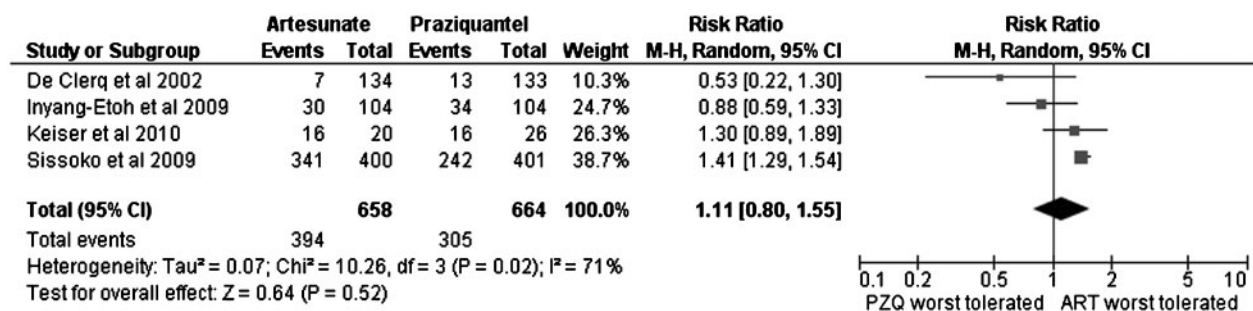 Artesunate Praziquantel Risk Ratio Risk Ratio
Study or Subgroup Events Total Events Total Weight M-H, Random, 95% CI M-H, Random, 95% CI
De Clerq et al 2002 7 134 13 133 10.3% 0.53 [0.22, 1.30]
Inyang-Etoh et al 2009 30 104 34 104 24.7% 0.88 [0.59, 1.33]
Keiser et al 2010 16 20 16 26 26.3% 1.30 [0.89, 1.89]
Sissoko et al 2009 341 400 242 401 38.7% 1.41 [1.29, 1.54]
Total (95% CI) 658 664 100.0% 1.11 [0.80, 1.55]
Total events 394 305
Heterogeneity: Tau² = 0.07; Chi² = 10.26, df = 3 (P = 0.02); I² = 71%
Test for overall effect: Z = 0.64 (P = 0.52)
0.1 0.2 0.5 1 2 5 10
PZQ worst tolerated ART worst tolerated